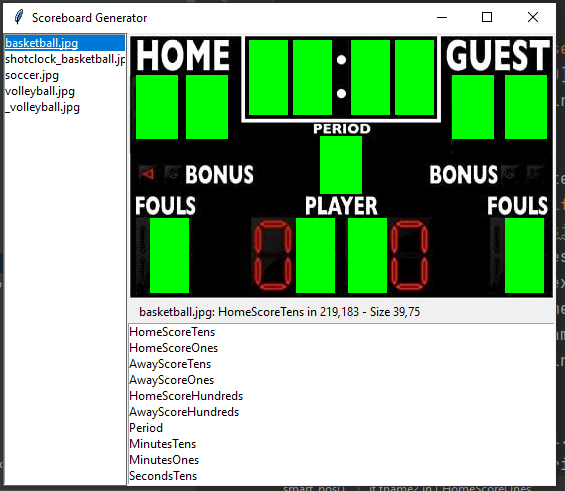 Scoreboard Generator
basketball.jpg
shotclock_basketball.jp
soccer.jpg
volleyball.jpg
_volleyball.jpg
HOME
:
GUEST
PERIOD
BONUS
BONUS
FOULS
PLAYER
FOULS
0
0
basketball.jpg: HomeScoreTens in 219,183 - Size 39,75
HomeScoreTens
HomeScoreOnes
AwayScoreTens
AwayScoreOnes
HomeScoreHundreds
AwayScoreHundreds
Period
MinutesTens
MinutesOnes
SecondsTens